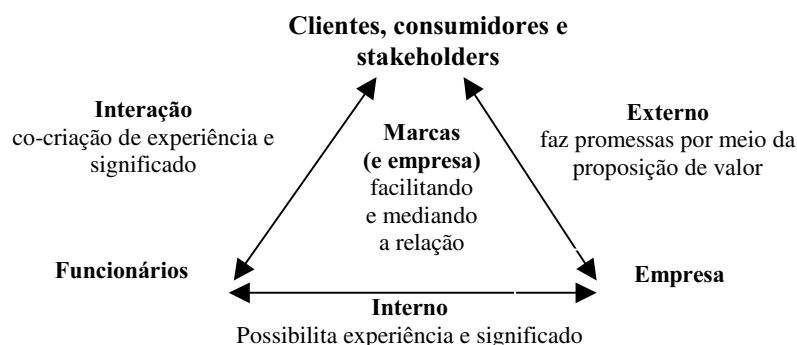 Clientes, consumidores e
stakeholders
Interação
co-criação de experiência e
significado
Marcas
(e empresa)
facilitando
e mediando
a relação
Externo
faz promessas por meio da
proposição de valor
Funcionários
Empresa
Interno
Possibilita experiência e significado